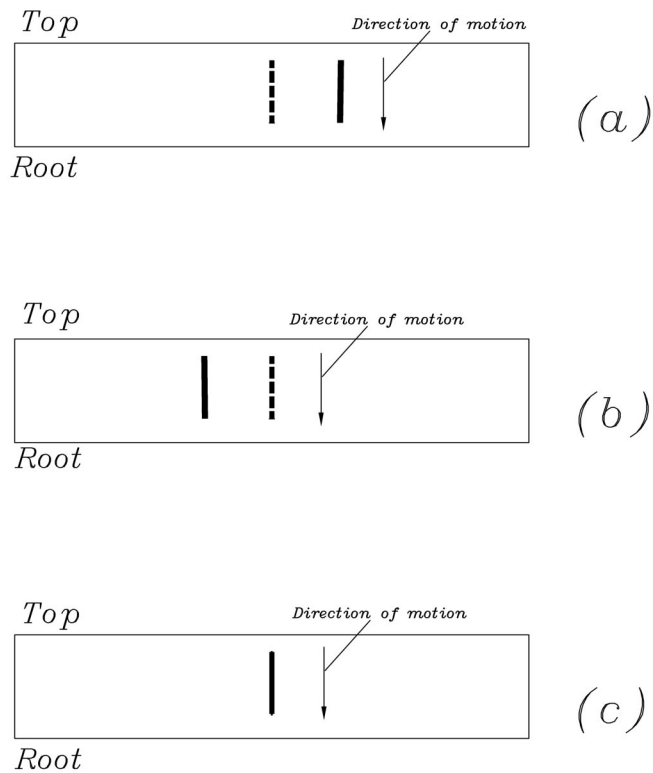 Top
Direction of motion
(a)
Root
Top
Direction of motion
(b)
Root
Top
Direction of motion
(c)
Root